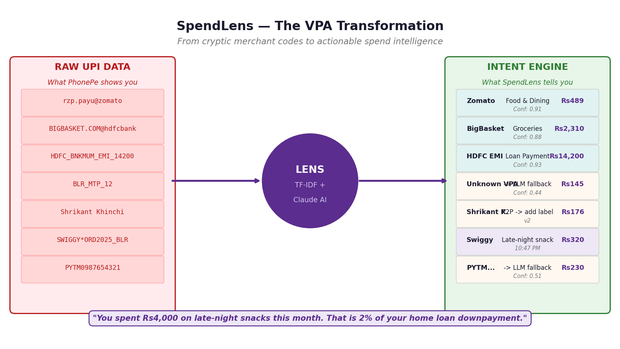 SpendLens — The VPA Transformation
From cryptic merchant codes to actionable spend intelligence
RAW UPI DATA
What PhonePe shows you
rzp.payu@zomato
BIGBASKET.COM@hdfcbank
HDFC_BNKMUM_EMI_14200
BLR_MTP_12
Shrikant Khinchi
SWIGGY*ORD2025_BLR
PYTM0987654321
LENS
TF-IDF +
Claude AI
INTENT ENGINE
What SpendLens tells you
Zomato Food & Dining Rs489
Conf: 0.91
BigBasket Groceries Rs2,310
Conf: 0.88
HDFC EMI Loan Payment Rs14,200
Conf: 0.93
Unknown VPA LLM fallback Rs145
Conf: 0.44
Shrikant K. P2P -> add label Rs176
v2
Swiggy Late-night snack Rs320
10:47 PM
PYTM... -> LLM fallback Rs230
Conf: 0.51
"You spent Rs4,000 on late-night snacks this month. That is 2% of your home loan downpayment."